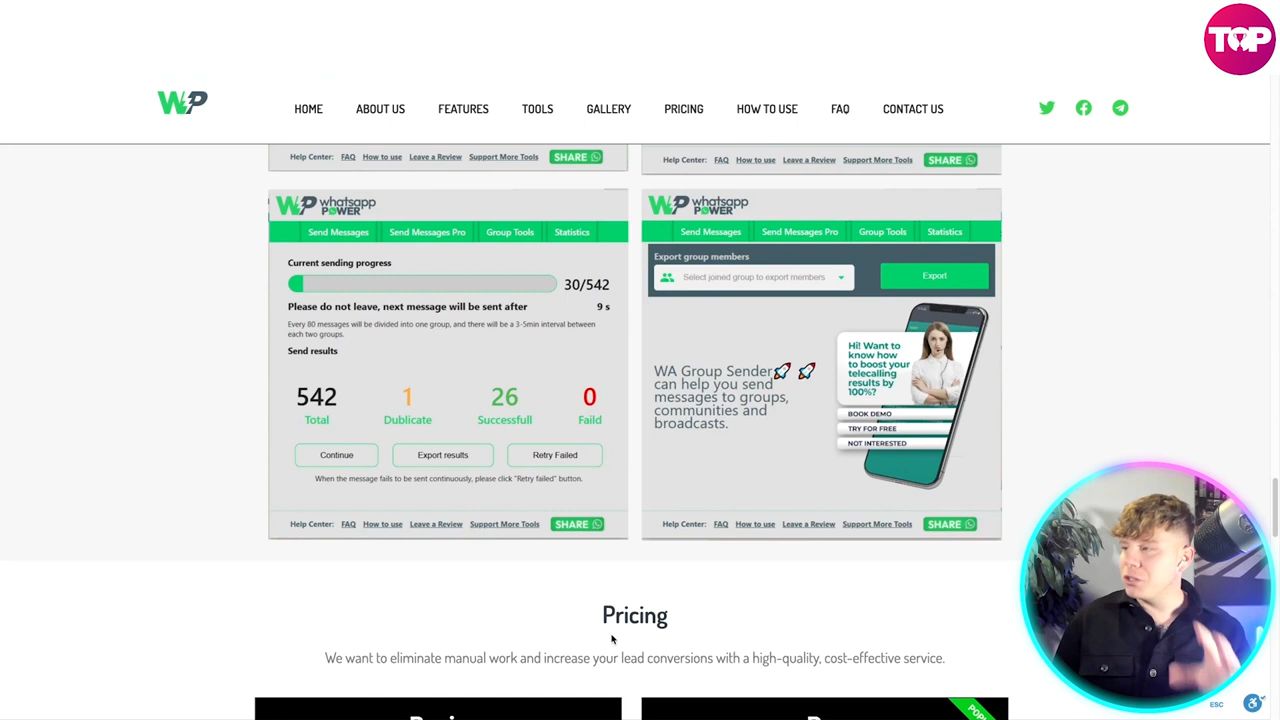 TOP
WP
HOME ABOUT US FEATURES TOOLS GALLERY PRICING HOW TO USE FAQ CONTACT US
Help Center: FAQ How to use Leave a Review Support More Tools SHARE
Help Center: FAQ How to use Leave a Review Support More Tools SHARE
WP whatsapp
POWER
Send Messages Send Messages Pro Group Tools Statistics
Current sending progress
30/542
Please do not leave, next message will be sent after 9 s
Every 80 messages will be divided into one group, and there will be a 3-5min interval between
each two groups.
Send results
542 1 26 0
Total Dublicate Successfull Faild
Continue Export results Retry Failed
When the message fails to be sent continuously, please click "Retry failed" button.
Help Center: FAQ How to use Leave a Review Support More Tools SHARE
WP whatsapp
POWER
Send Messages Send Messages Pro Group Tools Statistics
Export group members
Select joined group to export members Export
WA Group Sender🚀 🚀
can help you send
messages to groups,
communities and
broadcasts.
Hi! Want to
know how
to boost your
telecalling
results by
100%?
BOOK DEMO
TRY FOR FREE
NOT INTERESTED
Help Center: FAQ How to use Leave a Review Support More Tools SHARE
Pricing
We want to eliminate manual work and increase your lead conversions with a high-quality, cost-effective service.
ESC